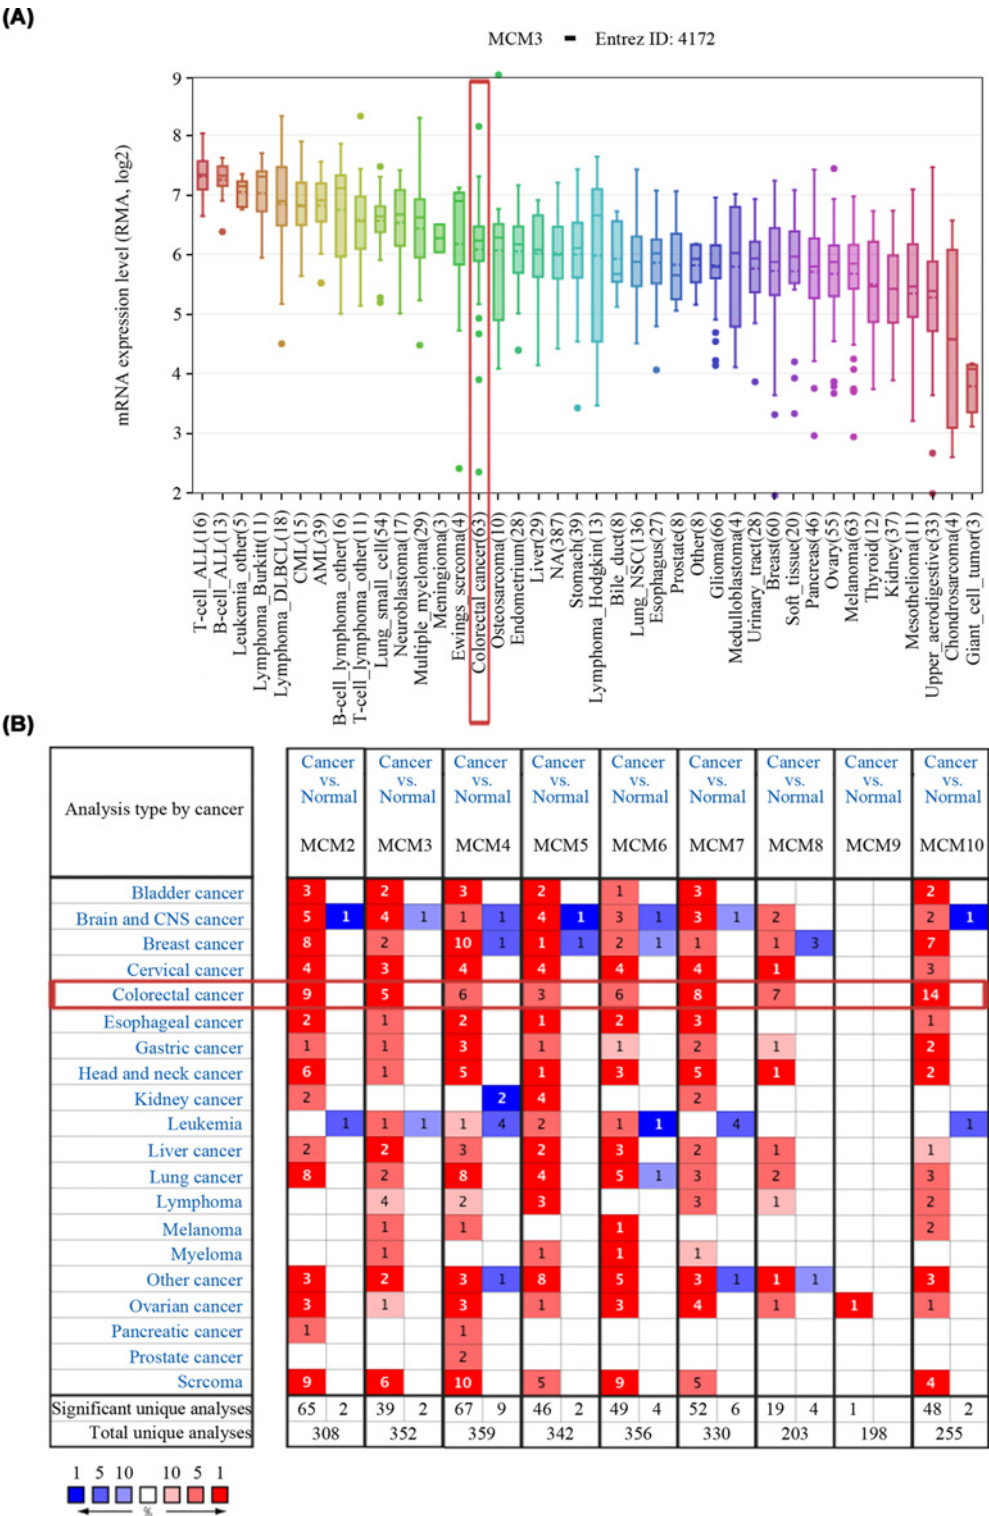 (A)
MCM3 Entrez ID: 4172
mRNA expression level (RMA, log2)
9
8
7
6
5
4
3
2
T-cell_ALL(16)
B-cell_ALL(13)
Leukemia_other(5)
Lymphoma_Burkitt(11)
Lymphoma_DLBCL(18)
CML(15)
AML(39)
B-cell_lymphoma_other(16)
T-cell_lymphoma_other(11)
Lung_small_cell(54)
Neuroblastoma(17)
Multiple_myeloma(29)
Meningioma(3)
Ewings_scrcoma(4)
Colorectal cancer(63)
Osteosarcoma(10)
Endometrium(28)
Liver(29)
NA(387)
Stomach(39)
Lymphoma_Hodgkin(13)
Bile_duct(8)
Lung_NSC(136)
Esophagus(27)
Prostate(8)
Other(8)
Glioma(66)
Medulloblastoma(4)
Urinary_tract(28)
Breast(60)
Soft_tissue(20)
Pancreas(46)
Ovary(55)
Melanoma(63)
Thyroid(12)
Kidney(37)
Mesothelioma(11)
Upper_aerodigestive(33)
Chondrosarcoma(4)
Giant_cell_tumor(3)
(B)
Analysis type by cancer
Cancer Cancer Cancer Cancer Cancer Cancer Cancer Cancer Cancer
vs. vs. vs. vs. vs. vs. vs. vs. vs.
Normal Normal Normal Normal Normal Normal Normal Normal Normal
MCM2 MCM3 MCM4 MCM5 MCM6 MCM7 MCM8 MCM9 MCM10
Bladder cancer 3 2 3 2 1 3 2
Brain and CNS cancer 5 1 4 1 1 5 4 1 3 1 3 1 2 2 1
Breast cancer 8 2 10 1 1 5 2 1 1 1 3 7
Cervical cancer 4 3 4 4 4 4 1 3
Colorectal cancer 9 5 6 3 6 8 7 14
Esophageal cancer 2 1 2 1 2 3 1
Gastric cancer 1 1 3 1 1 2 1 2
Head and neck cancer 6 1 5 1 3 5 1 2
Kidney cancer 2 2 4 2
Leukemia 1 1 1 1 4 2 1 1 4 1
Liver cancer 2 2 3 2 3 2 1 1
Lung cancer 8 2 8 4 5 1 3 2 3
Lymphoma 4 2 3 3 1 2
Melanoma 1 1 1 2
Myeloma 1 1 1 1
Other cancer 3 2 3 1 8 5 3 1 1 1 3
Ovarian cancer 3 1 3 1 3 4 1 1 1
Pancreatic cancer 1 1
Prostate cancer 2
Scrcoma 9 6 10 5 9 5 4
Significant unique analyses 65 2 39 2 67 9 46 2 49 4 52 6 19 4 1 48 2
Total unique analyses 308 352 359 342 356 330 203 198 255
1 5 10 10 5 1
%